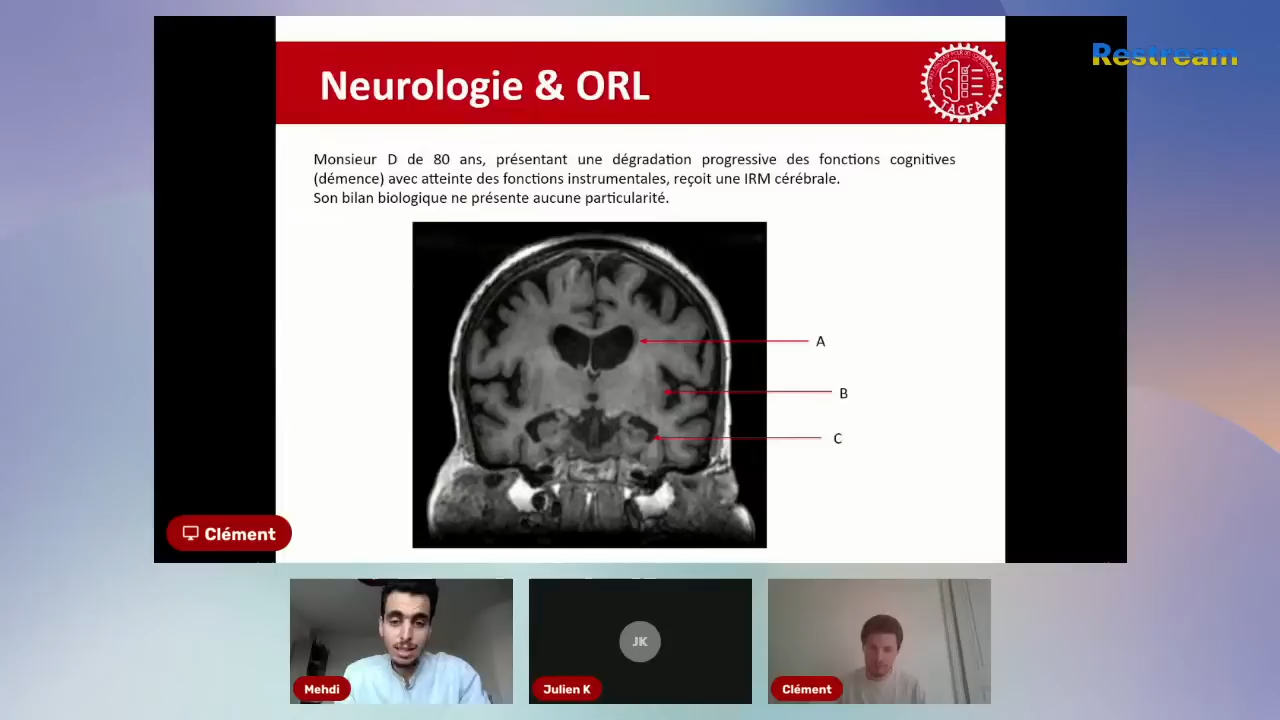 Restream
Neurologie & ORL
TACFA
Monsieur D de 80 ans, présentant une dégradation progressive des fonctions cognitives
(démence) avec atteinte des fonctions instrumentales, reçoit une IRM cérébrale.
Son bilan biologique ne présente aucune particularité.
A
B
C
Clément
JK
Mehdi
Julien K
Clément